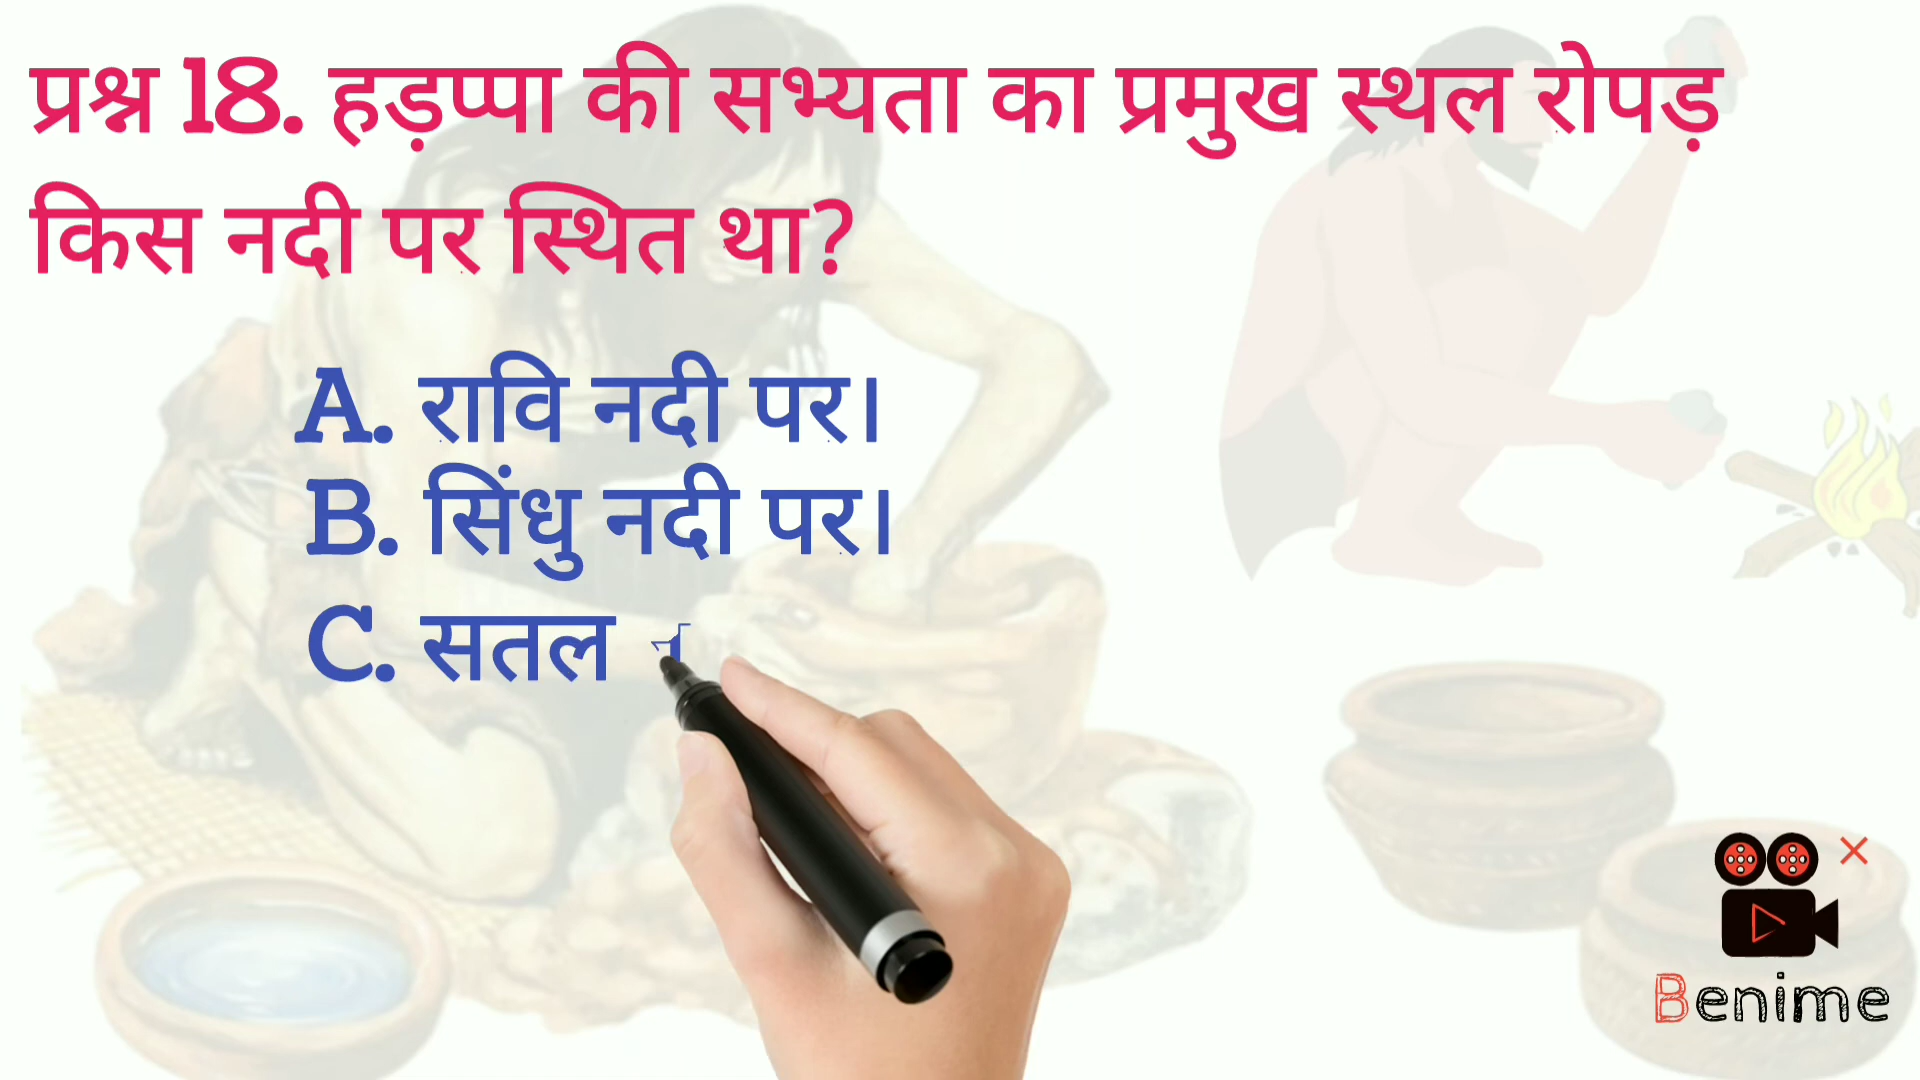 प्रश्न 18. हड़प्पा की सभ्यता का प्रमुख स्थल रोपड़
किस नदी पर स्थित था?
A. रावि नदी पर।
B. सिंधु नदी पर।
C. सतल
Benime